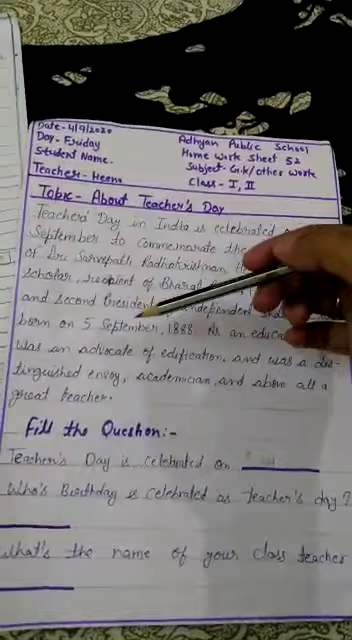 Date - 4/9/2020
Day - Friday
Student Name.
Teacher - Heena
Adhyan Public School
Home Work Sheet 52
Subject - G.K/other work
Class - I, II
Topic - About Teacher's Day
Teachers' Day in India is celebrated
September to commemorate the
of Dr. Sarvepalli Radhakrishnan
scholar, recipient of Bharat
and second President independent
born on 5 September, 1888. As an
was an advocate of edification, and was a dis-
tinguished envoy, academician, and above all a
great teacher.
Fill the Question:-
Teacher's Day is celebrated on
Who's Birthday is celebrated as teacher's day?
What's the name of your class teacher